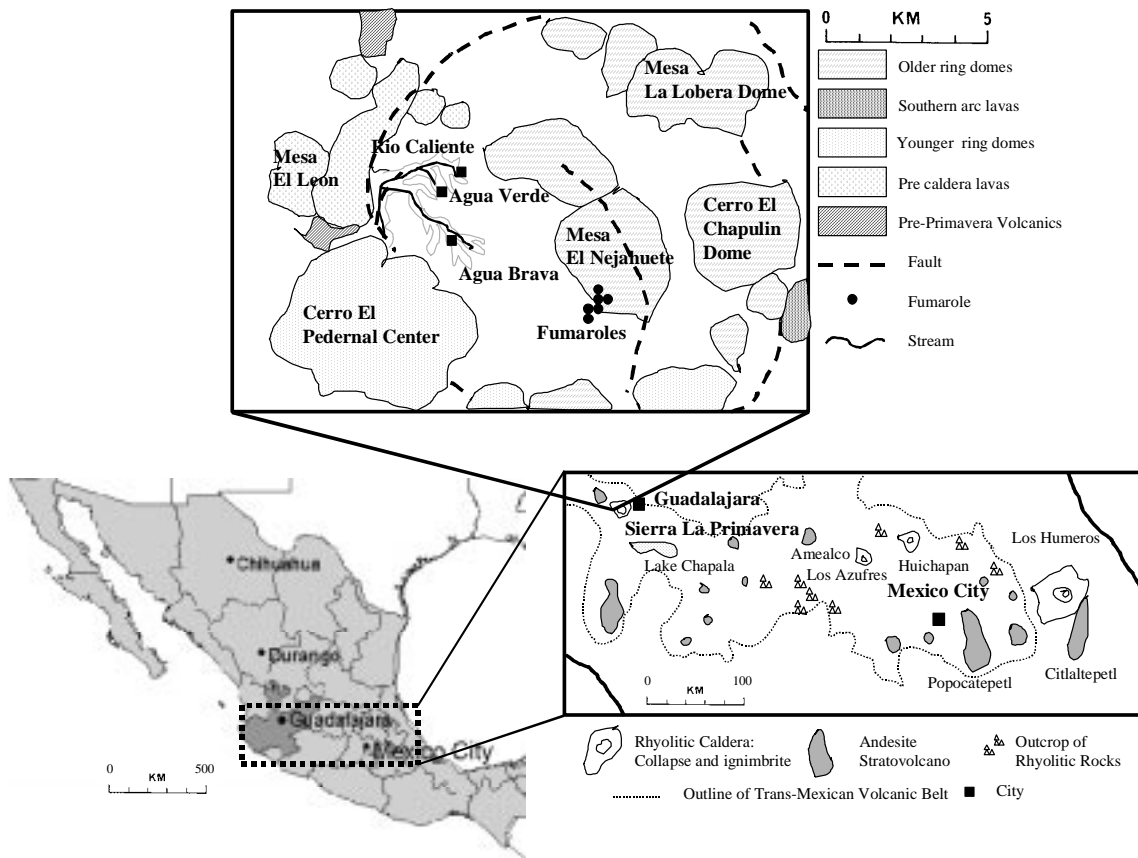 0
5
KM
Older ring domes
Southern arc lavas
Younger ring domes
Pre caldera lavas
Pre-Primavera Volcanics
Fault
Fumarole
Stream
Mesa
La Lobera Dome
Mesa
El Leon
Rio Caliente
Agua Verde
Agua Brava
Mesa
El Nejahuete
Cerro El
Chapulin
Dome
Cerro El
Pedernal Center
Fumaroles
Chihuahua
Durango
Guadalajara
Mexico City
0
500
KM
Guadalajara
Sierra La Primavera
Lake Chapala
Amealco
Los Azufres
Huichapan
Los Humeros
Mexico City
Popocatepetl
Citlaltepetl
0
100
KM
Rhyolitic Caldera:
Collapse and ignimbrite
Andesite
Stratovolcano
Outcrop of
Rhyolitic Rocks
Outline of Trans-Mexican Volcanic Belt
City